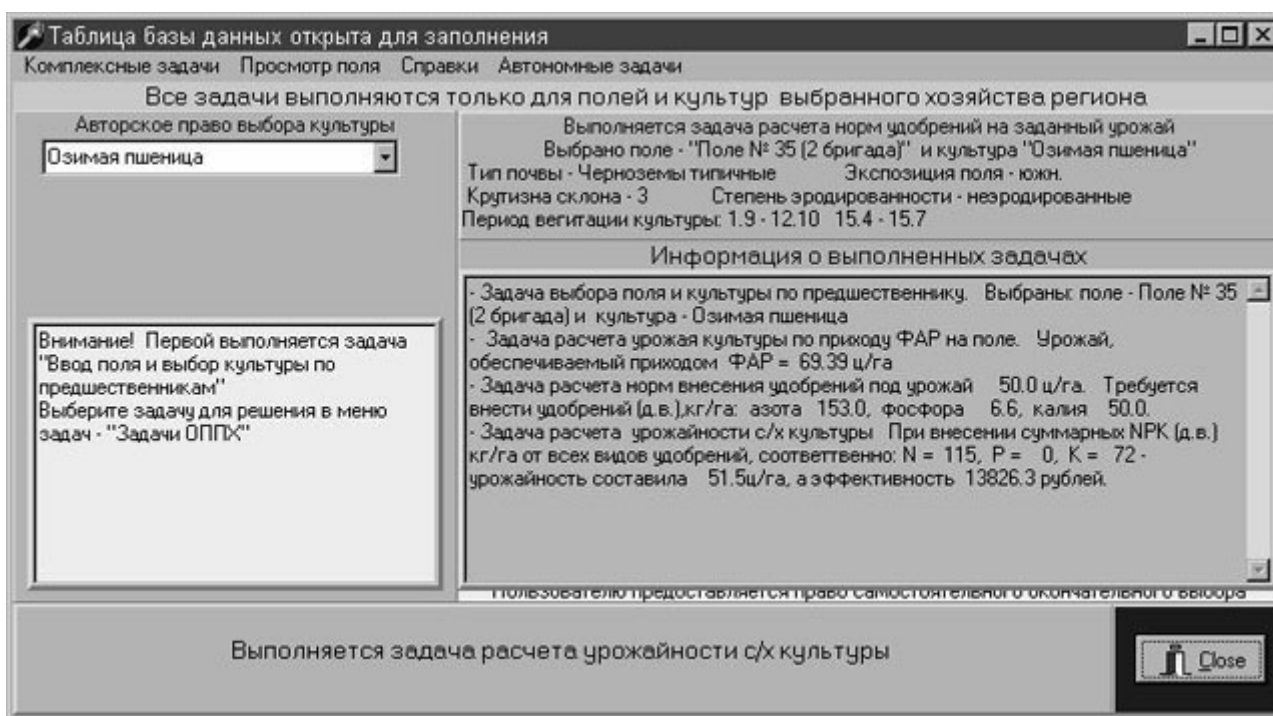 Таблица базы данных открыта для заполнения
Комплексные задачи Просмотр поля Справки Автономные задачи
Все задачи выполняются только для полей и культур выбранного хозяйства региона
Авторское право выбора культуры
Озимая пшеница
Выполняется задача расчета норм удобрений на заданный урожай
Выбрано поле - "Поле № 35 (2 бригада)" и культура "Озимая пшеница"
Тип почвы - Черноземы типичные Экспозиция поля - южн.
Крутизна склона - 3 Степень эродированности - неэродированные
Период вегитации культуры: 1.9 - 12.10 15.4 - 15.7
Информация о выполненных задачах
- Задача выбора поля и культуры по предшественнику. Выбраны: поле - Поле № 35
(2 бригада) и культура - Озимая пшеница
- Задача расчета урожая культуры по приходу ФАР на поле. Урожай,
обеспечиваемый приходом ФАР = 69.39 ц/га
- Задача расчета норм внесения удобрений под урожай 50.0 ц/га. Требуется
внести удобрений (д.в.),кг/га: азота 153.0, фосфора 6.6, калия 50.0.
- Задача расчета урожайности с/х культуры При внесении суммарных NPK (д.в.)
кг/га от всех видов удобрений, соответтвенно: N = 115, P = 0, K = 72 -
урожайность составила 51.5ц/га, а эффективность 13826.3 рублей.
Внимание! Первой выполняется задача
"Ввод поля и выбор культуры по
предшественникам"
Выберите задачу для решения в меню
задач - "Задачи ОППХ"
Пользователю предоставляется право самостоятельного окончательного выбора
Выполняется задача расчета урожайности с/х культуры
Close